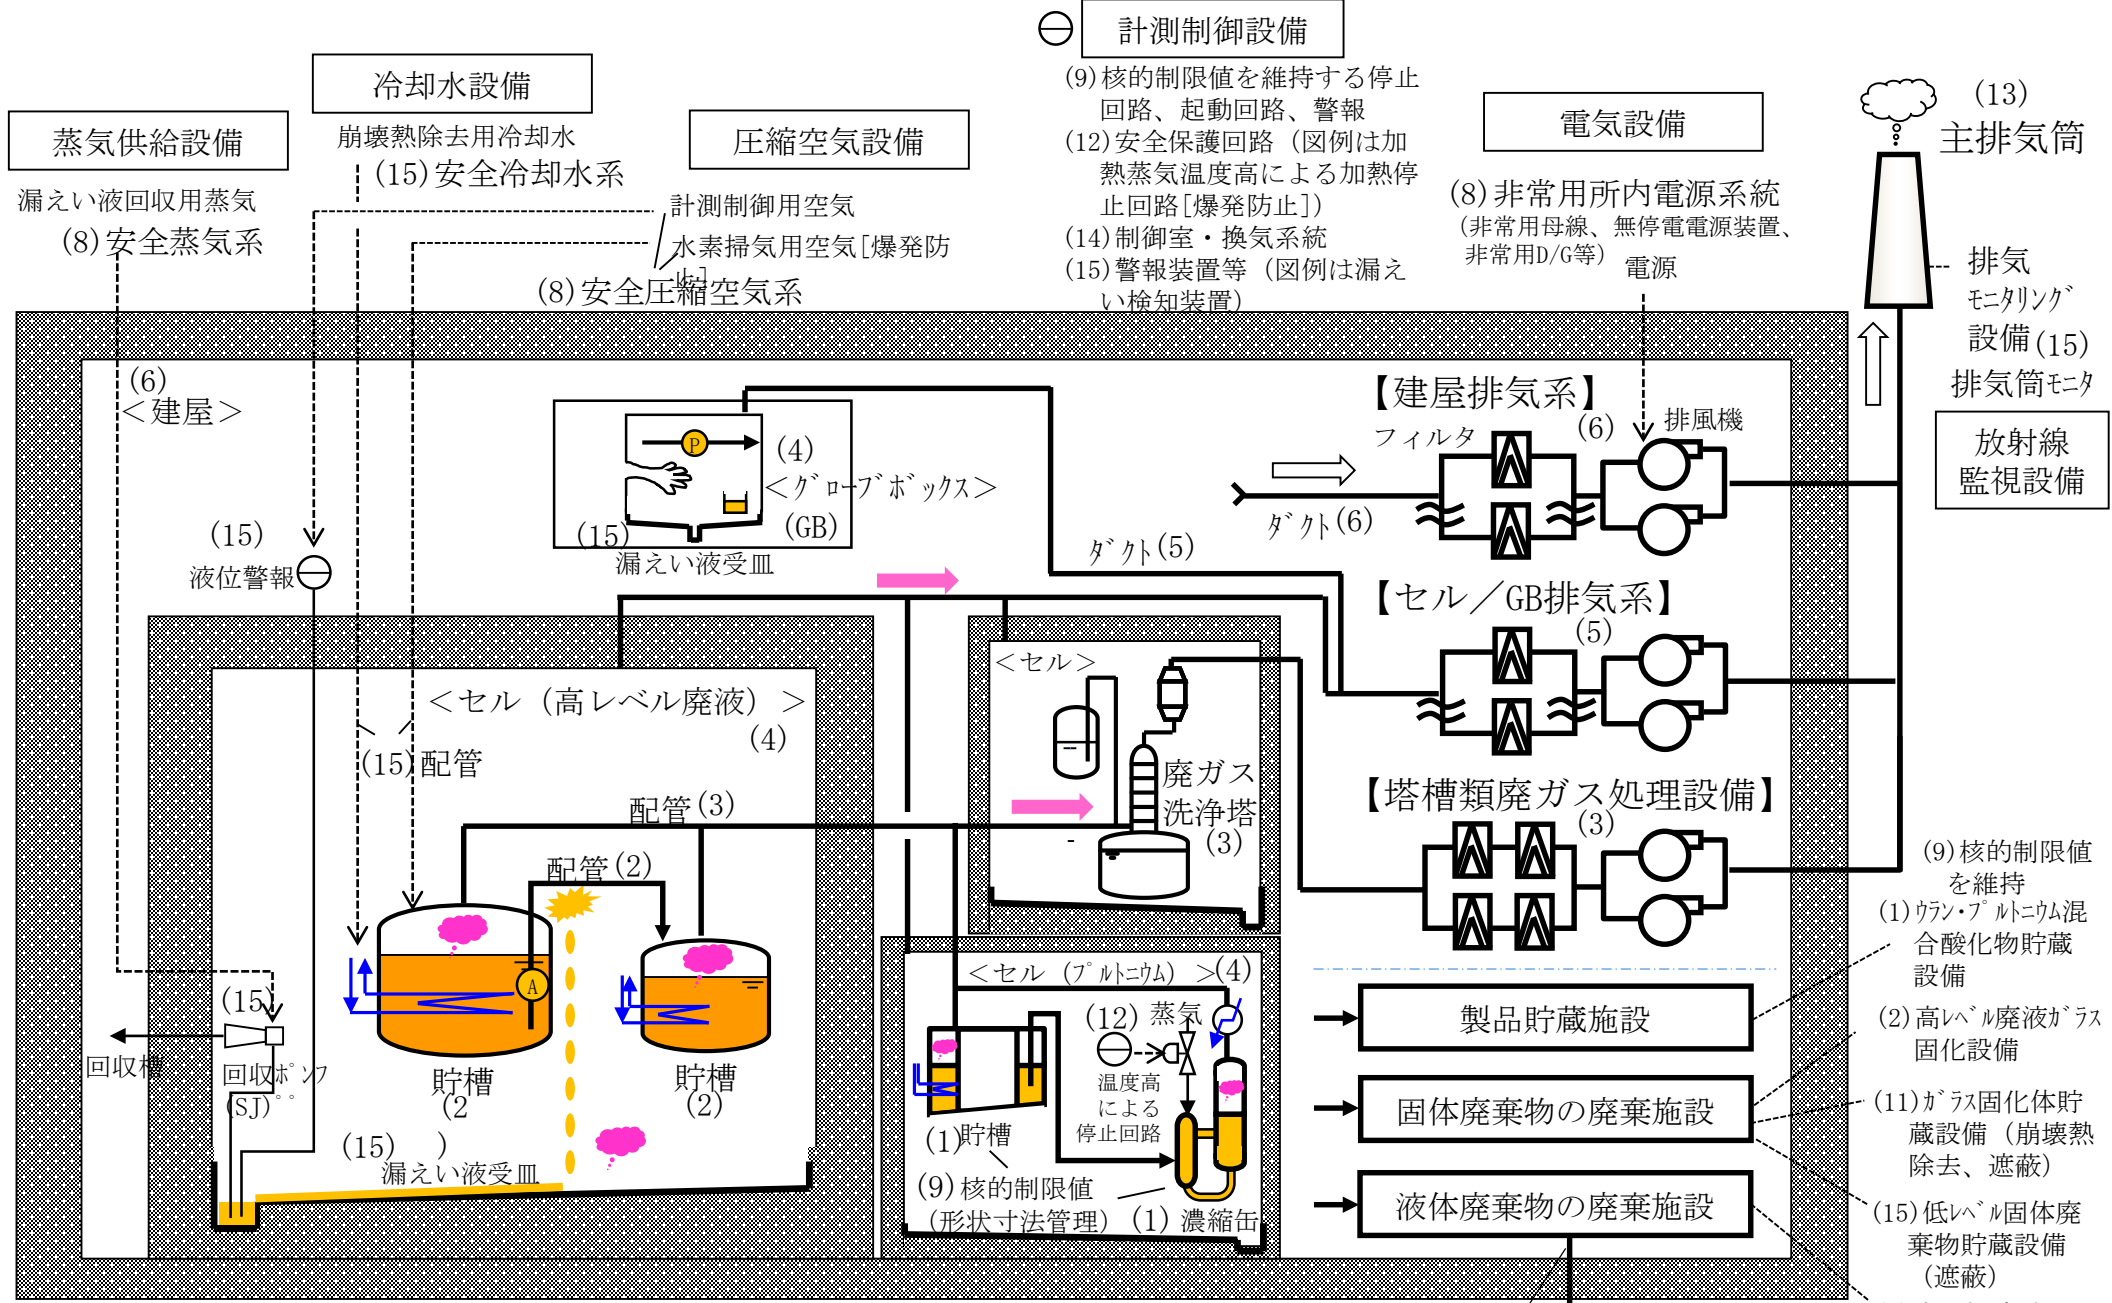 計測制御設備
(9)核的制限値を維持する停止
回路、起動回路、警報
(12)安全保護回路（図例は加
熱蒸気温度高による加熱停
止回路[爆発防止]）
(14)制御室・換気系統
(15)警報装置等（図例は漏え
い検知装置）
冷却水設備
崩壊熱除去用冷却水
(15)安全冷却水系
蒸気供給設備
漏えい液回収用蒸気
(8)安全蒸気系
圧縮空気設備
計測制御用空気
水素掃気用空気[爆発防
止]
(8)安全圧縮空気系
電気設備
(8)非常用所内電源系統
(非常用母線、無停電電源装置、
非常用D/G等)
電源
(13)
主排気筒
排気
ﾓﾆﾀﾘﾝｸﾞ
設備(15)
排気筒ﾓﾆﾀ
放射線
監視設備
(6)
＜建屋＞
P
(4)
＜ｸﾞﾛｰﾌﾞﾎﾞｯｸｽ＞
(GB)
(15)
漏えい液受皿
【建屋排気系】
(6)
フィルタ
排風機
ﾀﾞｸﾄ(6)
ﾀﾞｸﾄ(5)
(15)
液位警報
【セル／GB排気系】
(5)
＜セル（高レベル廃液）＞
(4)
(15)配管
配管(3)
配管(2)
A
貯槽
(2
)
貯槽
(2)
(15)
回収槽
回収ﾎﾟﾝﾌﾟ
(SJ)
(15)
漏えい液受皿
＜セル＞
廃ガス
洗浄塔
(3)
【塔槽類廃ガス処理設備】
(3)
＜セル（ﾌﾟﾙﾄﾆｳﾑ）＞(4)
(12)
蒸気
温度高
による
停止回路
(1)貯槽
(9)核的制限値
（形状寸法管理）
(1)濃縮缶
製品貯蔵施設
固体廃棄物の廃棄施設
液体廃棄物の廃棄施設
(9)核的制限値
を維持
(1)ｳﾗﾝ・ﾌﾟﾙﾄﾆｳﾑ混
合酸化物貯蔵
設備
(2)高ﾚﾍﾞﾙ廃液ｶﾞﾗｽ
固化設備
(11)ｶﾞﾗｽ固化体貯
蔵設備（崩壊熱
除去、遮蔽）
(15)低ﾚﾍﾞﾙ固体廃
棄物貯蔵設備
（遮蔽）